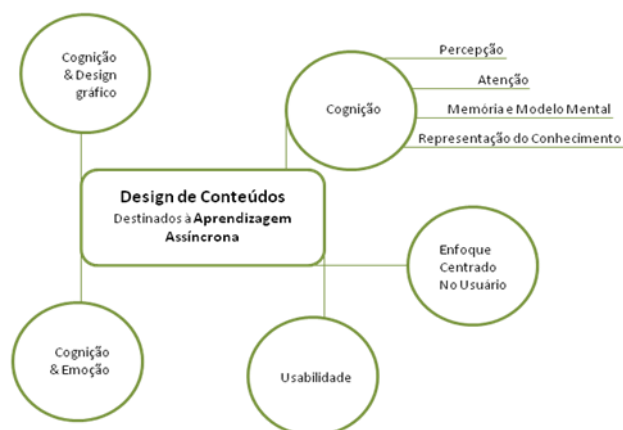 Cognição
& Design
gráfico
Cognição
Percepção
Atenção
Memória e Modelo Mental
Representação do Conhecimento
Design de Conteúdos
Destinados à Aprendizagem
Assíncrona
Enfoque
Centrado
No Usuário
Cognição
& Emoção
Usabilidade